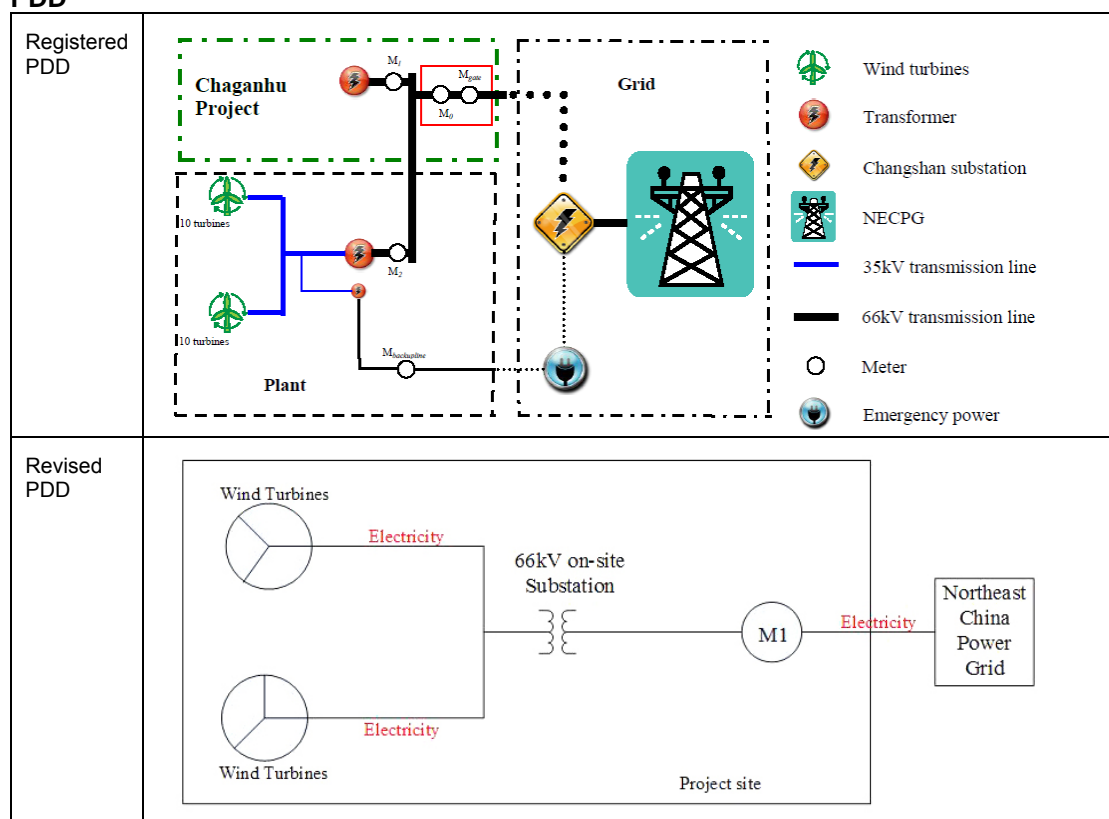 PDD
Registered
PDD
Chaganhu
Project
M1
Mgate
M0
Grid
10 turbines
M2
10 turbines
Mbackupline
Plant
Wind turbines
Transformer
Changshan substation
NECPG
35kV transmission line
66kV transmission line
Meter
Emergency power
Revised
PDD
Wind Turbines
Electricity
66kV on-site
Substation
M1
Electricity
Northeast
China
Power
Grid
Electricity
Wind Turbines
Project site